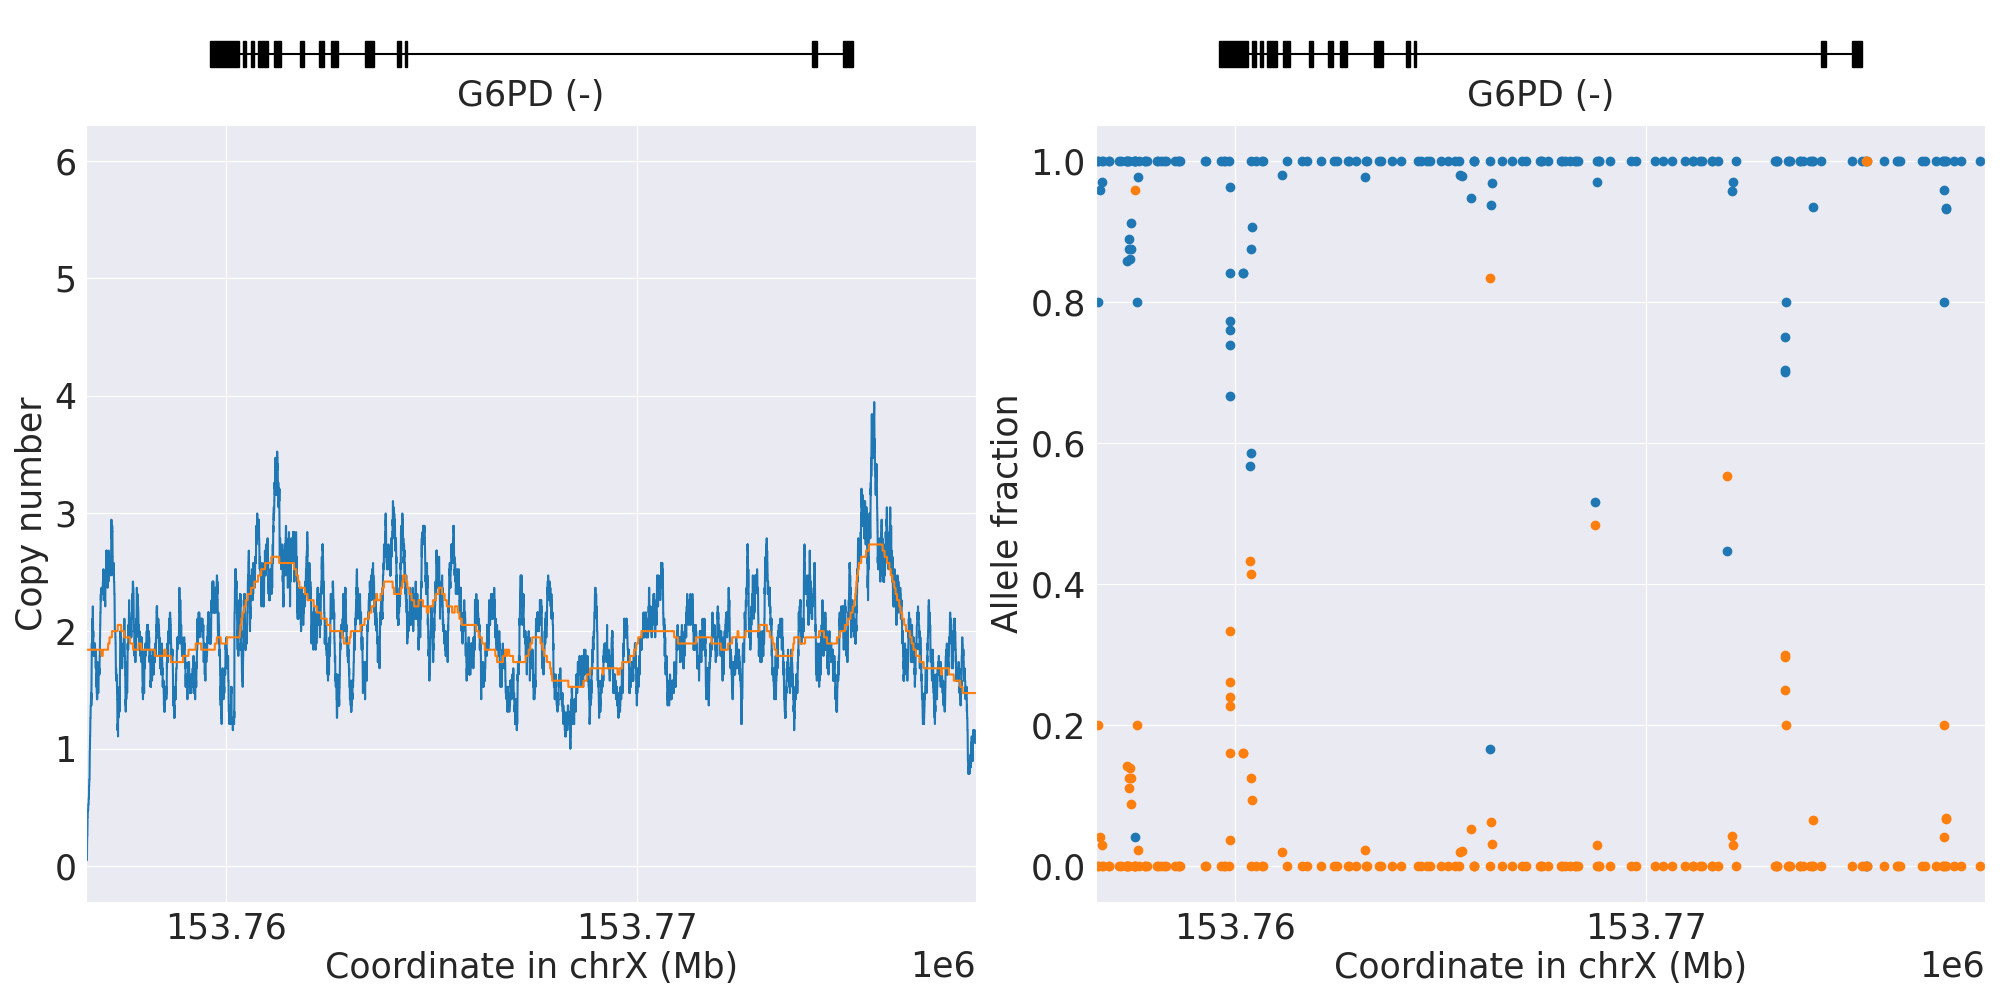 G6PD (-)
6
5
4
3
2
1
0
Copy number
153.76
153.77
Coordinate in chrX (Mb)
1e6
G6PD (-)
1.0
0.8
0.6
0.4
0.2
0.0
Allele fraction
153.76
153.77
Coordinate in chrX (Mb)
1e6